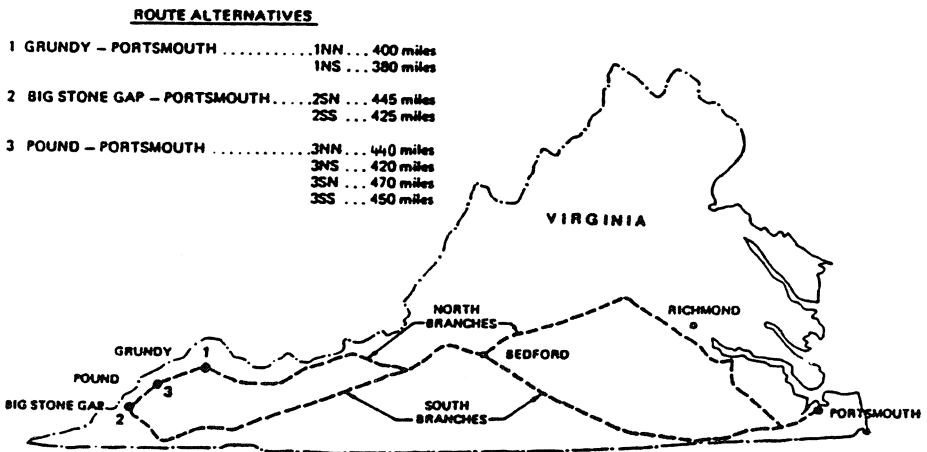 ROUTE ALTERNATIVES
1 GRUNDY – PORTSMOUTH ...........1NN... 400 miles
1NS ... 380 miles
2 BIG STONE GAP – PORTSMOUTH.....2SN ... 445 miles
2SS ... 425 miles
3 POUND – PORTSMOUTH ............3NN... 440 miles
3NS ... 420 miles
3SN ... 470 miles
3SS ... 450 miles
VIRGINIA
NORTH
BRANCHES
RICHMOND
GRUNDY 1
BEDFORD
POUND
3
BIG STONE GAP
2
SOUTH
BRANCHES
PORTSMOUTH